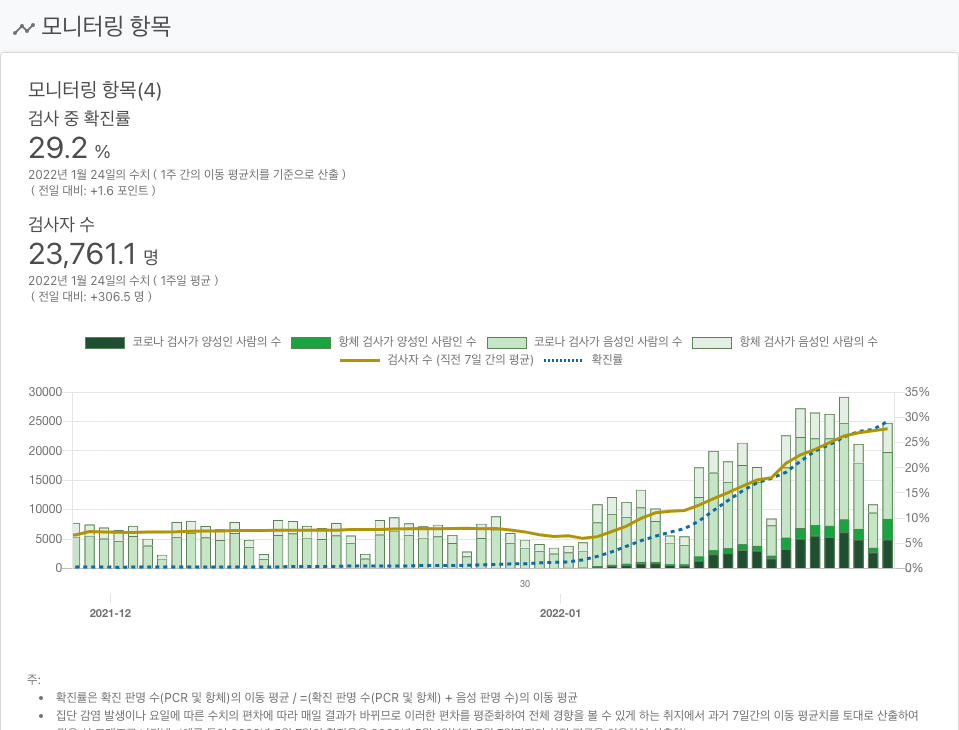 모니터링 항목
모니터링 항목(4)
검사 중 확진률
29.2 %
2022년 1월 24일의 수치 ( 1주 간의 이동 평균치를 기준으로 산출 )
( 전일 대비: +1.6 포인트 )
검사자 수
23,761.1 명
2022년 1월 24일의 수치 ( 1주일 평균 )
( 전일 대비: +306.5 명 )
코로나 검사가 양성인 사람의 수 항체 검사가 양성인 사람인 수 코로나 검사가 음성인 사람의 수 항체 검사가 음성인 사람의 수
검사자 수 (직전 7일 간의 평균) 확진률
30000 35%
25000 30%
20000 25%
15000 20%
10000 15%
5000 10%
0 5%
0%
30
2021-12 2022-01
주:
확진률은 확진 판명 수(PCR 및 항체)의 이동 평균 / =(확진 판명 수(PCR 및 항체) + 음성 판명 수)의 이동 평균
집단 감염 발생이나 요일에 따른 수치의 편차에 따라 매일 결과가 바뀌므로 이러한 편차를 평준화하여 전체 경향을 볼 수 있게 하는 취지에서 과거 7일간의 이동 평균치를 토대로 산출하여